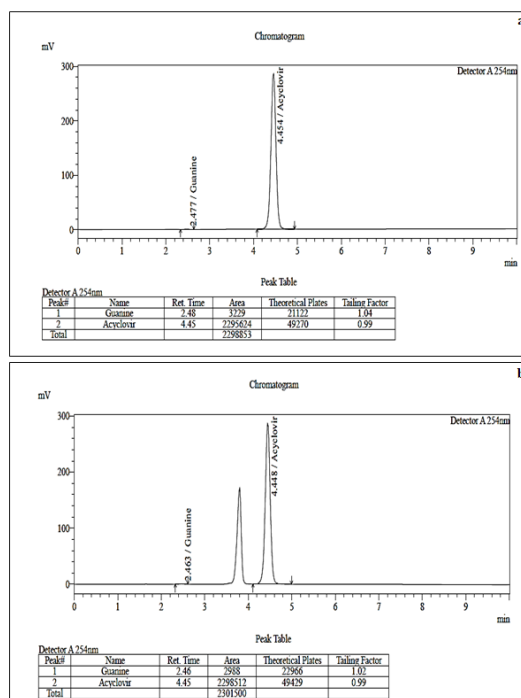 a
Chromatogram
mV
Detector A 254nm
300
200
100
0
2.477 / Guanine
4.454 / Acyclovir
0 1 2 3 4 5 6 7 8 9
min
Peak Table
Detector A 254nm
Peak# Name Ret. Time Area Theoretical Plates Tailing Factor
1 Guanine 2.48 3229 21122 1.04
2 Acyclovir 4.45 2295624 49270 0.99
Total 2298853
b
Chromatogram
mV
Detector A 254nm
300
200
100
0
2.463 / Guanine
4.448 / Acyclovir
0 1 2 3 4 5 6 7 8 9
min
Peak Table
Detector A 254nm
Peak# Name Ret. Time Area Theoretical Plates Tailing Factor
1 Guanine 2.46 2988 22966 1.02
2 Acyclovir 4.45 2298512 49429 0.99
Total 2301500